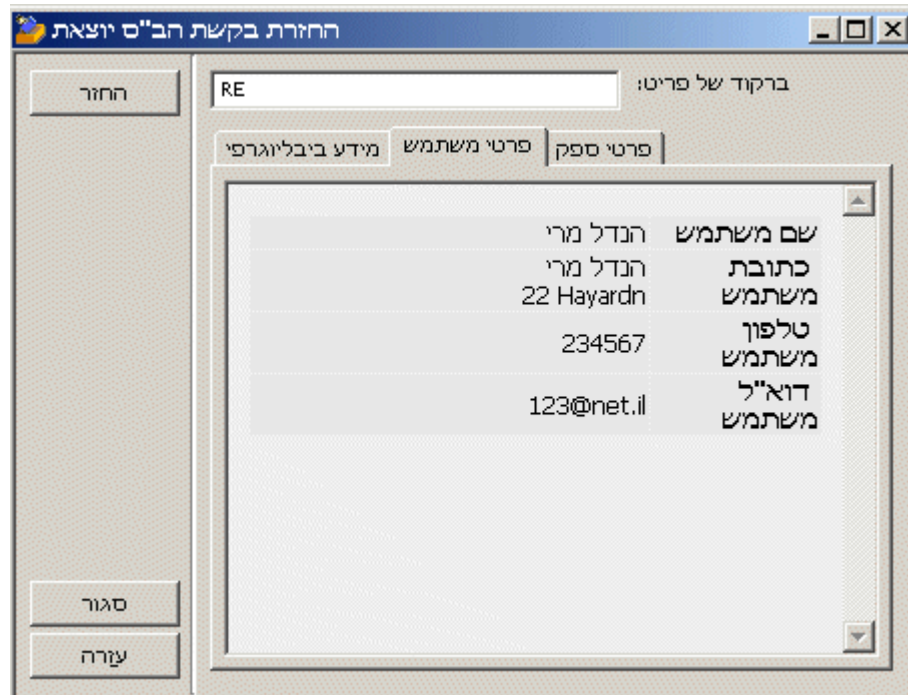 החזרת בקשת הב"ס יוצאת
ברקוד של פריט:
RE
החזר
פרטי ספק
פרטי משתמש
מידע ביבליוגרפי
שם משתמש הנדל מרי
כתובת הנדל מרי
משתמש 22 Hayardn
טלפון
משתמש
234567
דוא"ל
משתמש
123@net.il
סגור
עזרה